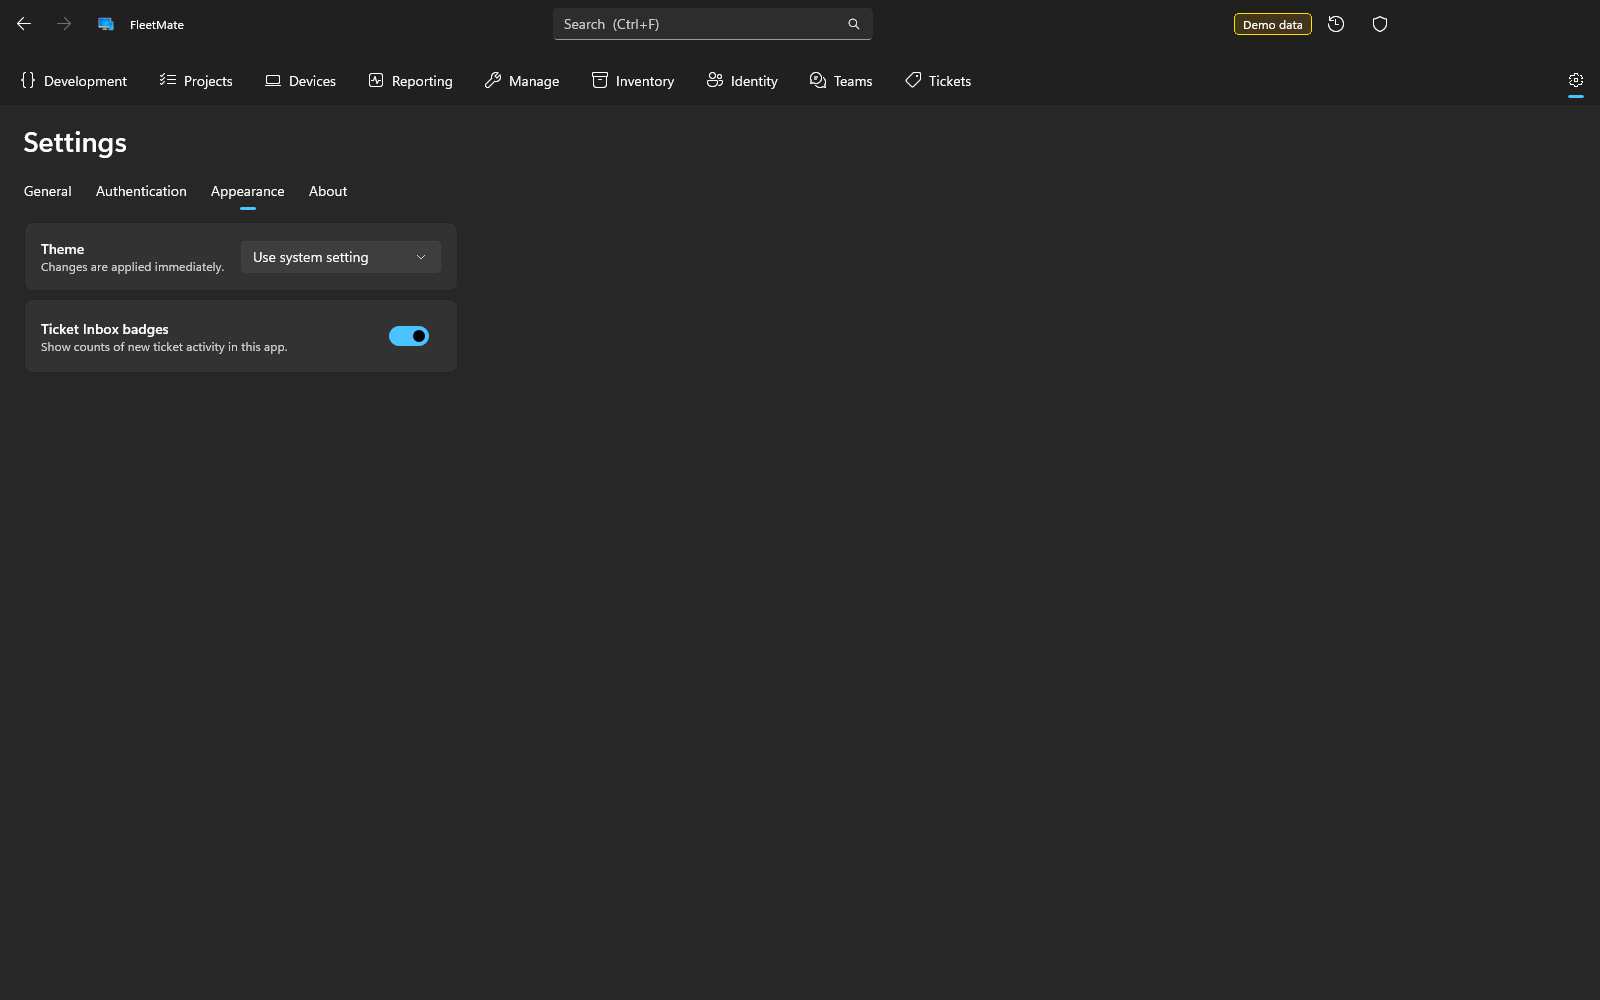 FleetMate
Search (Ctrl+F)
Demo data
Development
Projects
Devices
Reporting
Manage
Inventory
Identity
Teams
Tickets
Settings
General
Authentication
Appearance
About
Theme
Changes are applied immediately.
Use system setting
Ticket Inbox badges
Show counts of new ticket activity in this app.